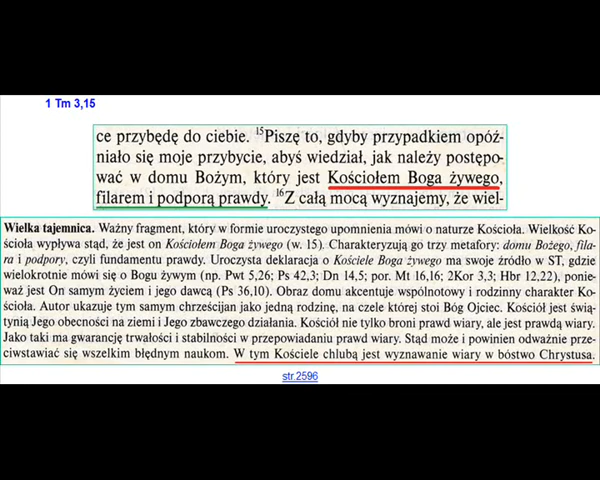 1 Tm 3,15
ce przybędę do ciebie. ¹⁵Piszę to, gdyby przypadkiem opóź-
niało się moje przybycie, abyś wiedział, jak należy postępo-
wać w domu Bożym, który jest Kościołem Boga żywego,
filarem i podporą prawdy. ¹⁶Z całą mocą wyznajemy, że wiel-
Wielka tajemnica. Ważny fragment, który w formie uroczystego upomnienia mówi o naturze Kościoła. Wielkość Ko-
ścioła wypływa stąd, że jest on Kościołem Boga żywego (w. 15). Charakteryzują go trzy metafory: domu Bożego, fila-
ra i podpory, czyli fundamentu prawdy. Uroczysta deklaracja o Kościele Boga żywego ma swoje źródło w ST, gdzie
wielokrotnie mówi się o Bogu żywym (np. Pwt 5,26; Ps 42,3; Dn 14,5; por. Mt 16,16; 2Kor 3,3; Hbr 12,22), ponie-
waż jest On samym życiem i jego dawcą (Ps 36,10). Obraz domu akcentuje wspólnotowy i rodzinny charakter Ko-
ścioła. Autor ukazuje tym samym chrześcijan jako jedną rodzinę, na czele której stoi Bóg Ojciec. Kościół jest świą-
tynią Jego obecności na ziemi i Jego zbawczego działania. Kościół nie tylko broni prawd wiary, ale jest prawdą wiary.
Jako taki ma gwarancję trwałości i stabilności w przepowiadaniu prawd wiary. Stąd może i powinien odważnie prze-
ciwstawiać się wszelkim błędnym naukom. W tym Kościele chlubą jest wyznawanie wiary w bóstwo Chrystusa.
str.2596